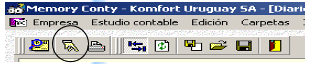 Memory Conty - Komfort Uruguay SA - [Diari
Empresa Estudio contable Edición Carpetas